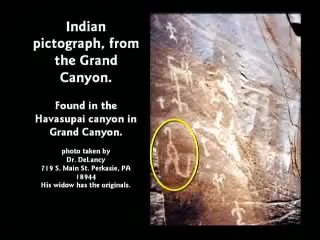 Indian
pictograph, from
the Grand
Canyon.
Found in the
Havasupai canyon in
Grand Canyon.
photo taken by
Dr. DeLancy
719 S. Main St. Perkasie, PA
18944
His widow has the originals.